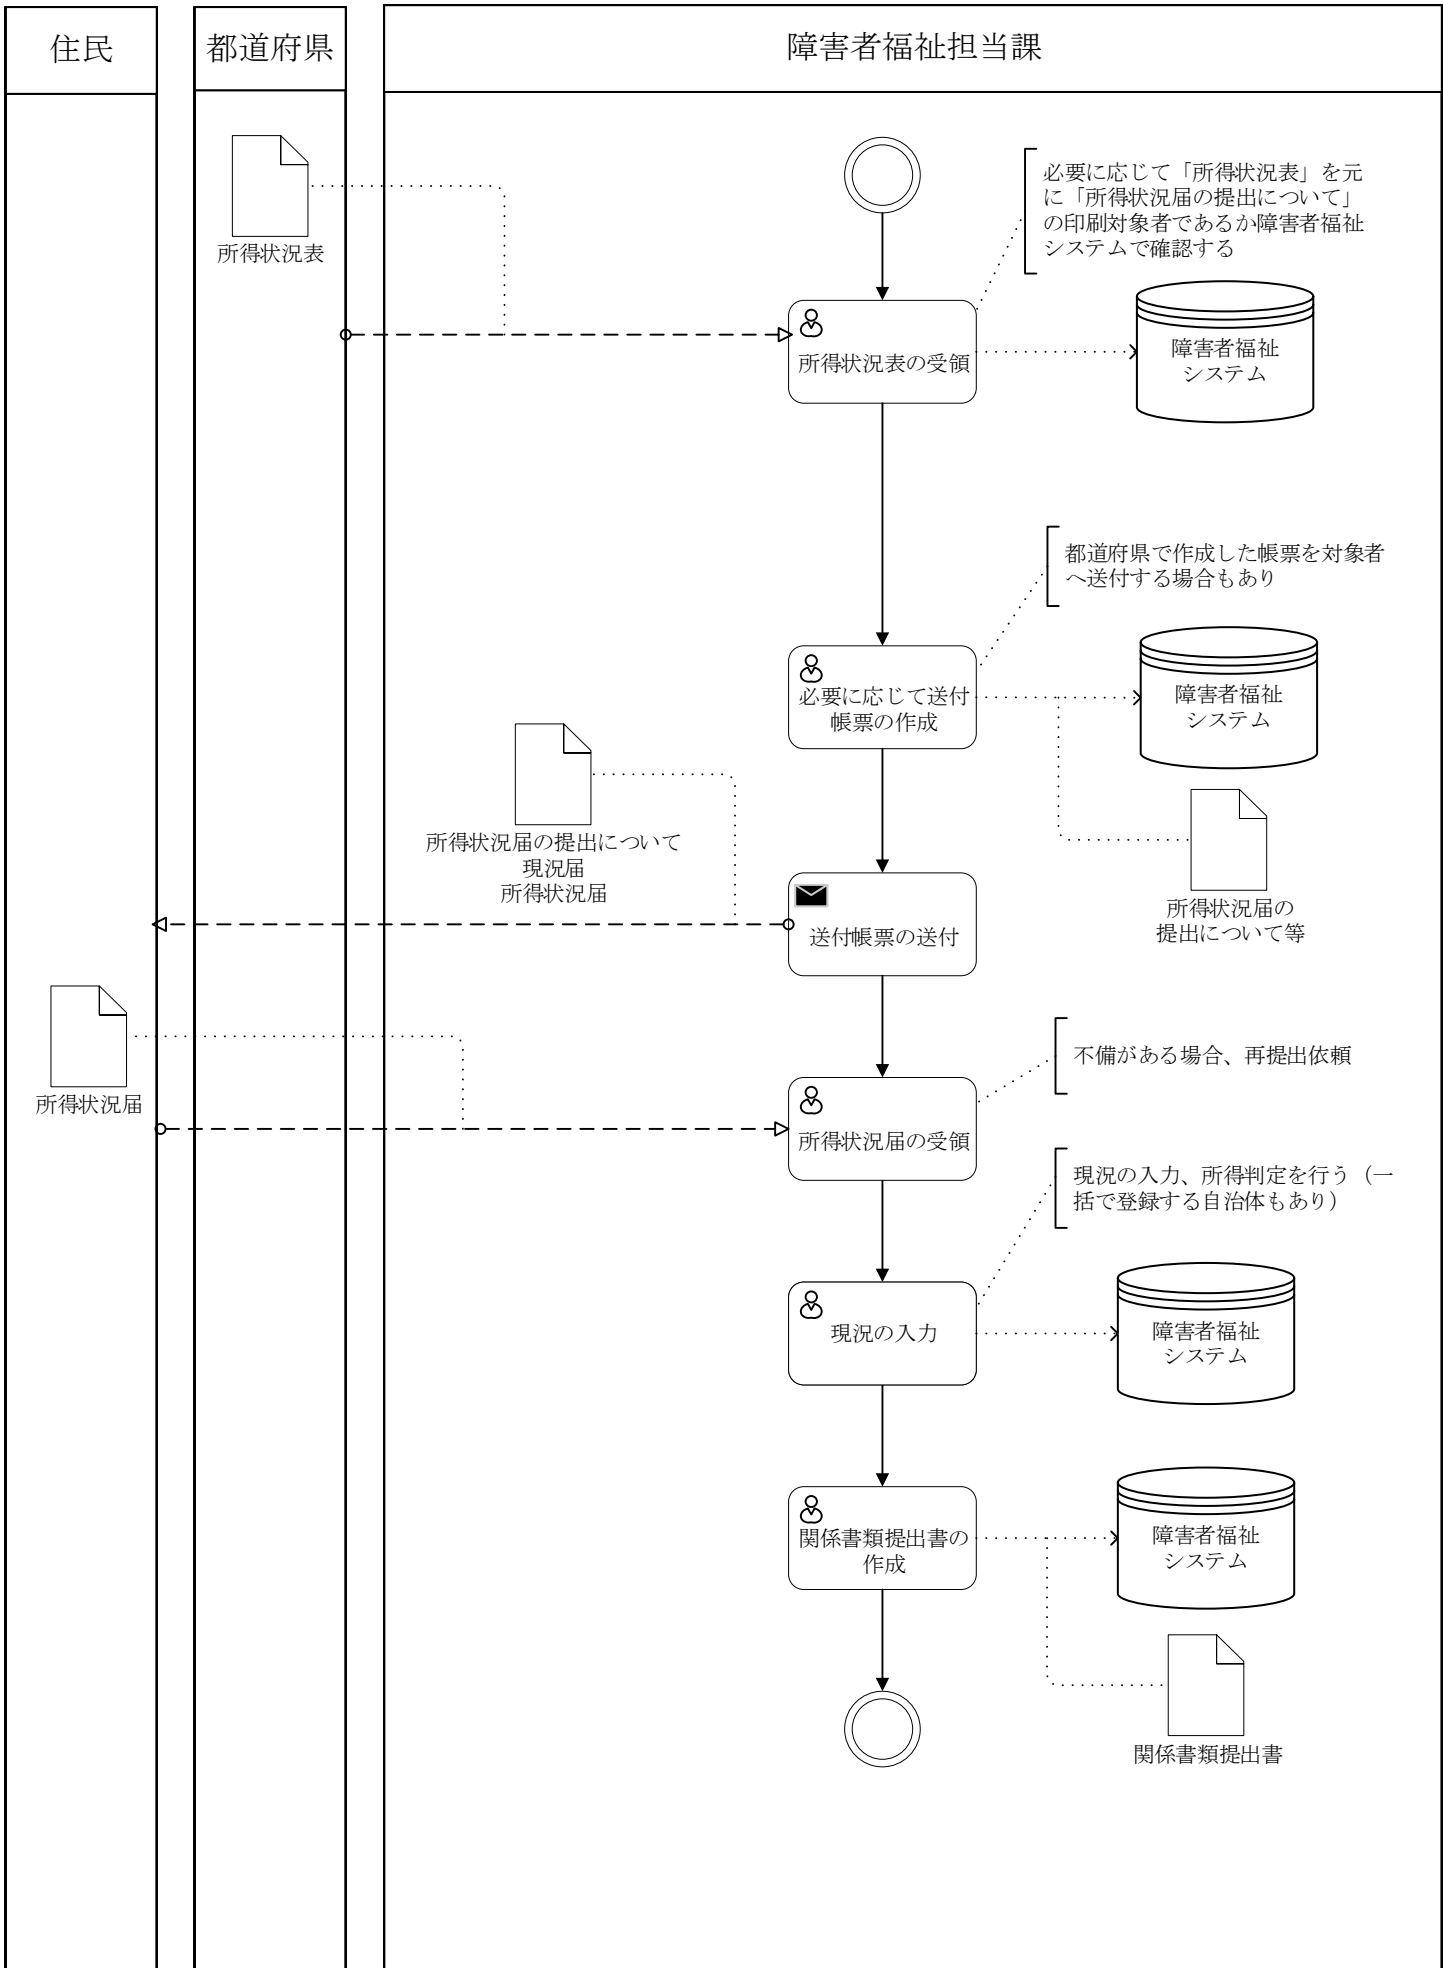 住民
都道府県
障害者福祉担当課
所得状況表
必要に応じて「所得状況表」を元
に「所得状況届の提出について」
の印刷対象者であるか障害者福祉
システムで確認する
所得状況表の受領
障害者福祉
システム
都道府県で作成した帳票を対象者
へ送付する場合もあり
必要に応じて送付
帳票の作成
障害者福祉
システム
所得状況届の提出について
現況届
所得状況届
所得状況届の
提出について等
送付帳票の送付
所得状況届
不備がある場合、再提出依頼
所得状況届の受領
現況の入力、所得判定を行う（一
括で登録する自治体もあり）
現況の入力
障害者福祉
システム
関係書類提出書の
作成
障害者福祉
システム
関係書類提出書